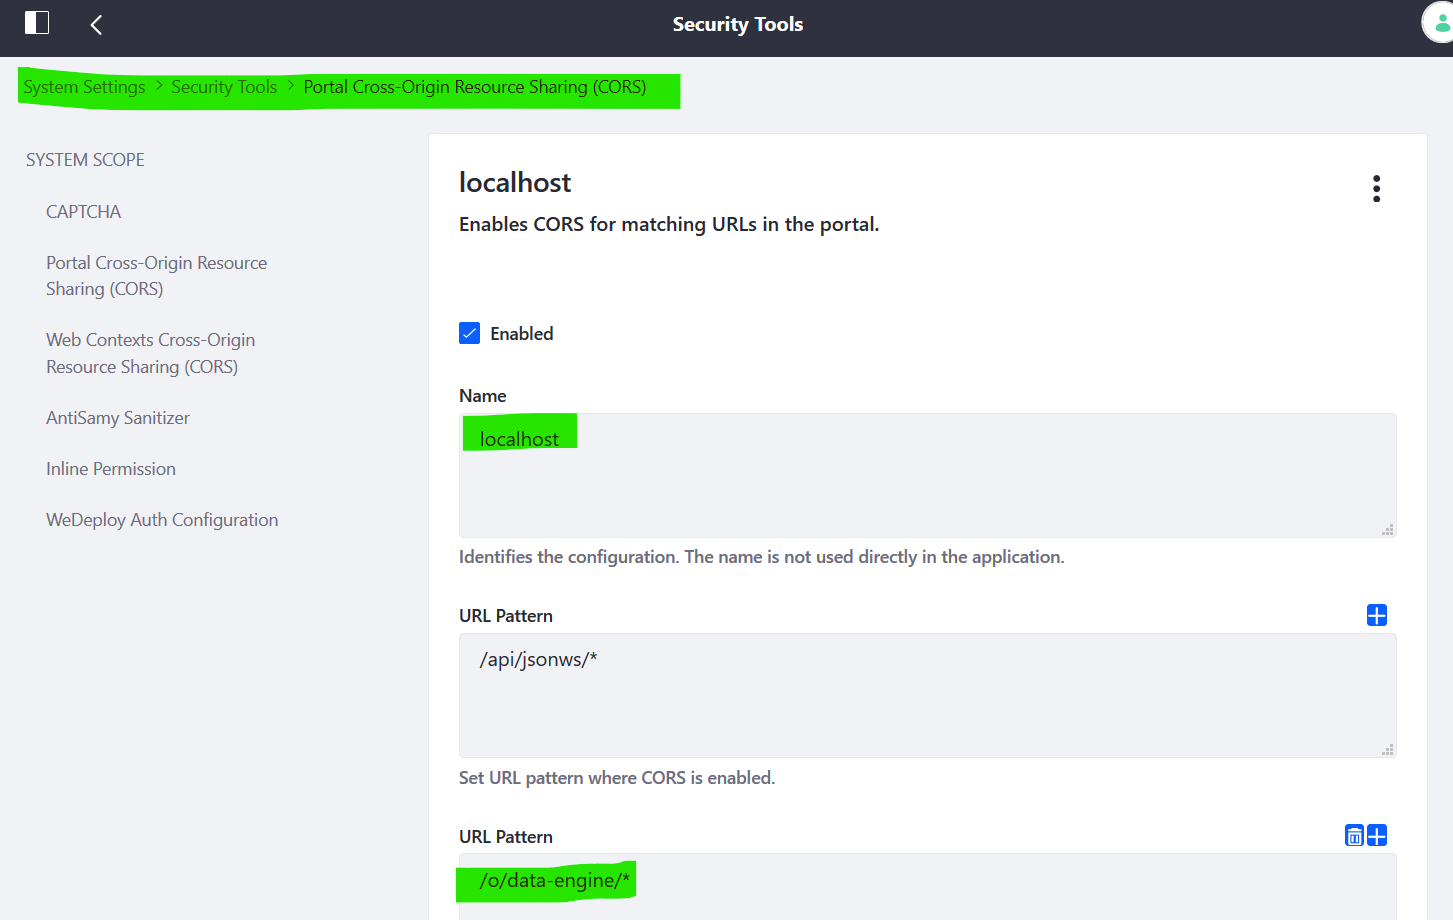 Security Tools
System Settings > Security Tools > Portal Cross-Origin Resource Sharing (CORS)
SYSTEM SCOPE
CAPTCHA
Portal Cross-Origin Resource
Sharing (CORS)
Web Contexts Cross-Origin
Resource Sharing (CORS)
AntiSamy Sanitizer
Inline Permission
WeDeploy Auth Configuration
localhost
Enables CORS for matching URLs in the portal.
Enabled
Name
localhost
Identifies the configuration. The name is not used directly in the application.
URL Pattern
/api/jsonws/*
Set URL pattern where CORS is enabled.
URL Pattern
/o/data-engine/*